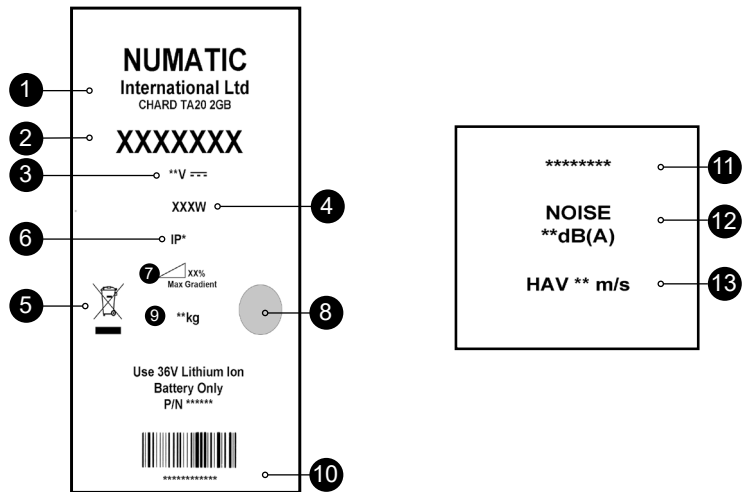 NUMATIC
1
International Ltd
CHARD TA20 2GB
2
XXXXXXX
3
**V
XXXW
4
6
IP*
7
XX%
Max Gradient
5
9
**kg
8
Use 36V Lithium Ion
Battery Only
P/N ******
************
10
********
11
NOISE
12
**dB(A)
HAV ** m/s
13